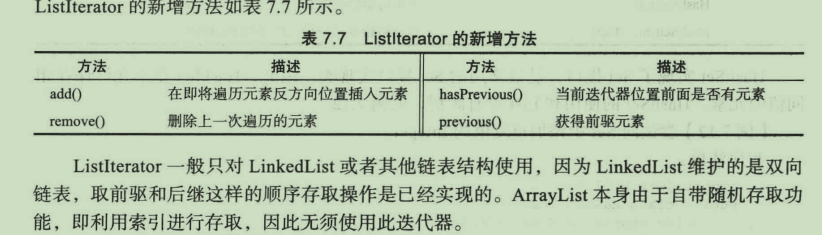 ListIterator 的新增方法如表 7.7 所示。
表 7.7 ListIterator 的新增方法
方法 描述 方法 描述
add() 在即将遍历元素反方向位置插入元素 hasPrevious() 当前迭代器位置前面是否有元素
remove() 删除上一次遍历的元素 previous() 获得前驱元素
ListIterator 一般只对 LinkedList 或者其他链表结构使用，因为 LinkedList 维护的是双向
链表，取前驱和后继这样的顺序存取操作是已经实现的。ArrayList 本身由于自带随机存取功
能，即利用索引进行存取，因此无须使用此迭代器。